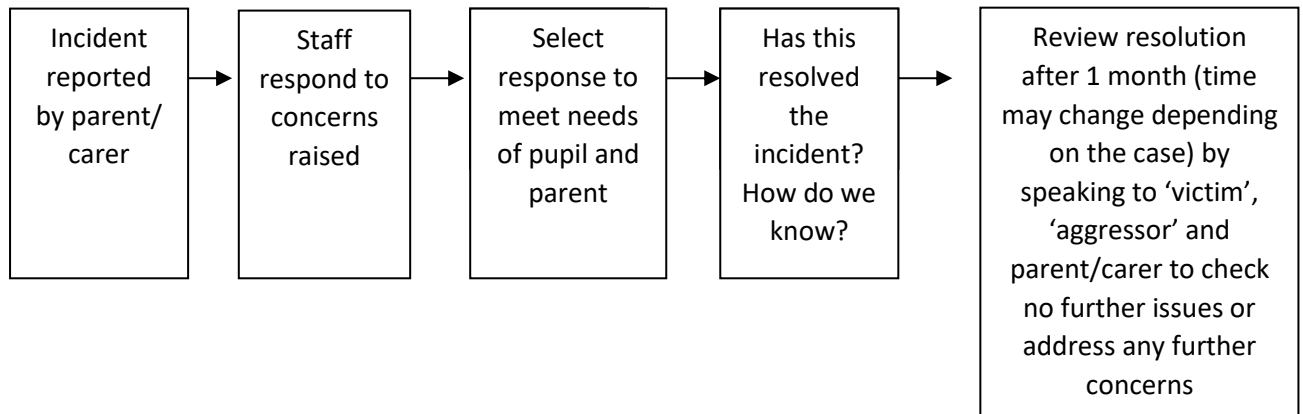 Incident
reported
by parent/
carer
Staff
respond to
concerns
raised
Select
response to
meet needs
of pupil and
parent
Has this
resolved
the
incident?
How do we
know?
Review resolution
after 1 month (time
may change depending
on the case) by
speaking to ‘victim’,
‘aggressor’ and
parent/carer to check
no further issues or
address any further
concerns